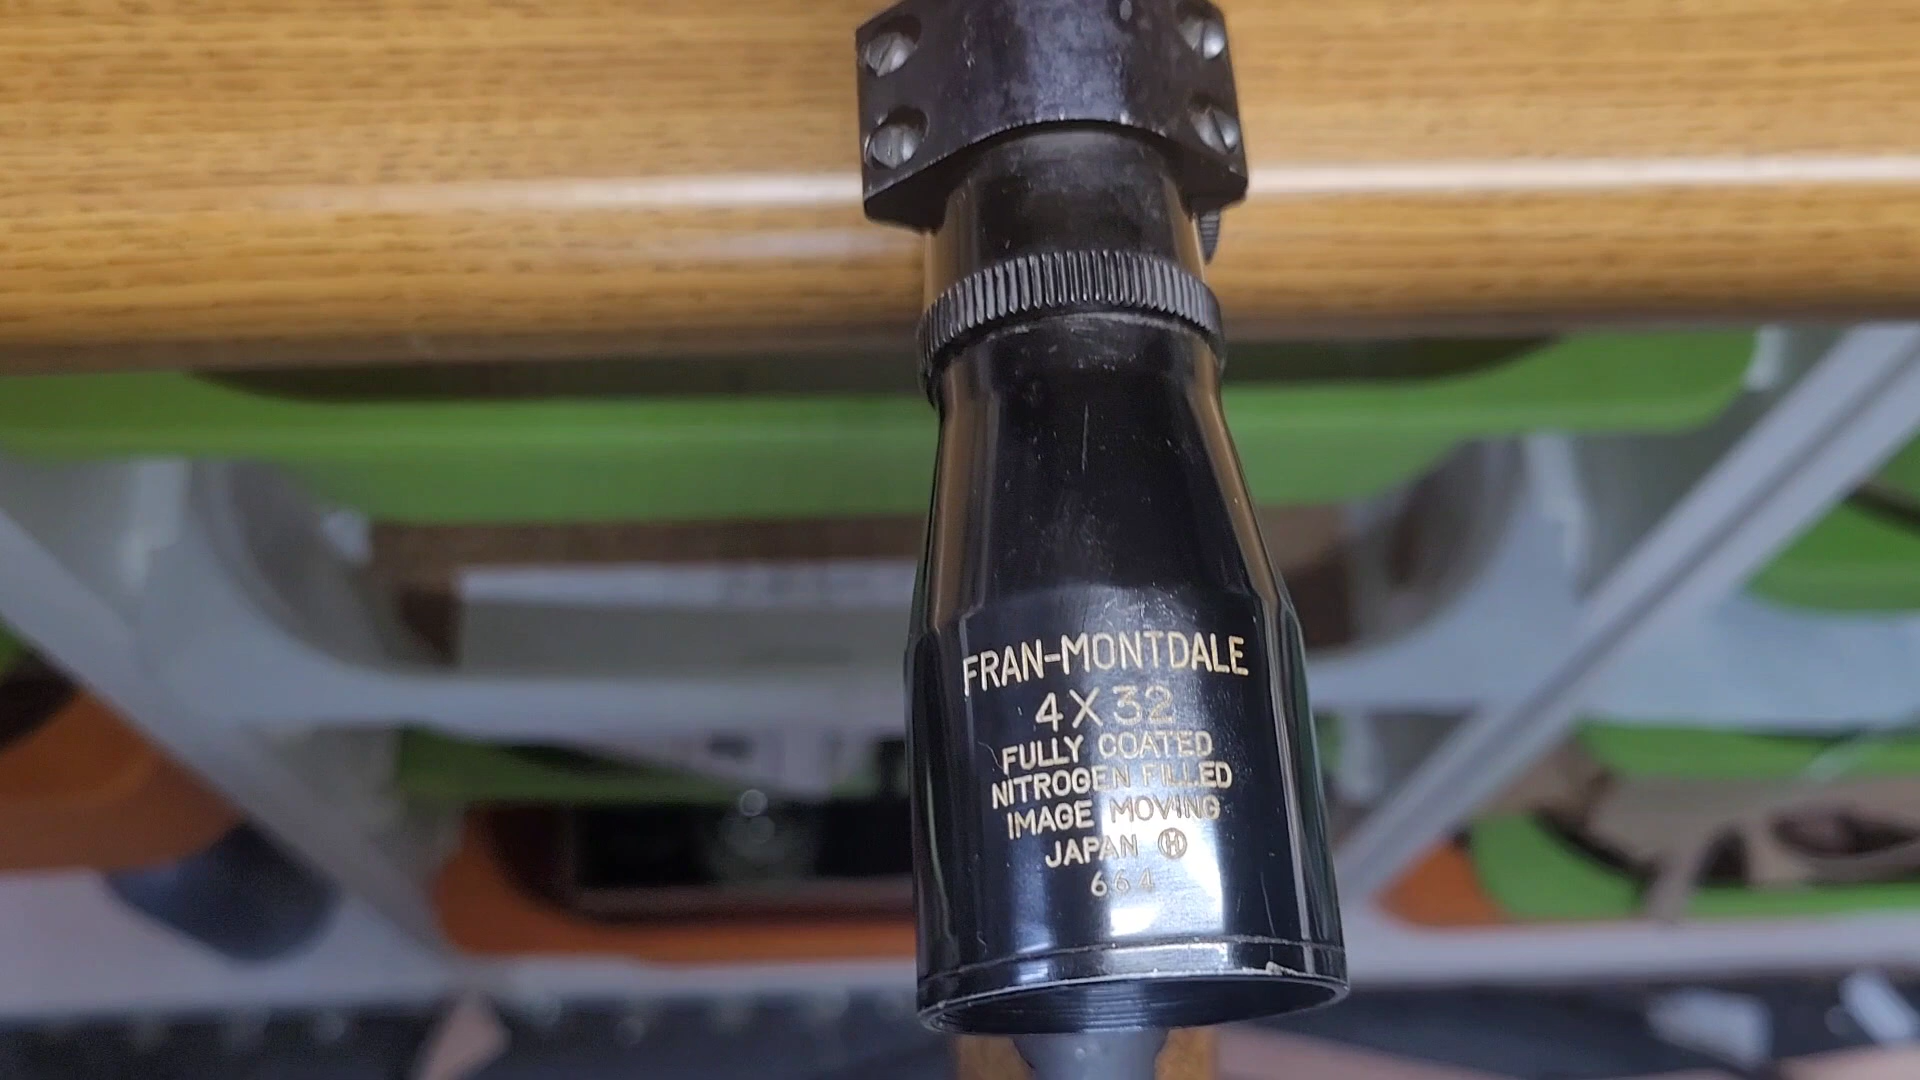 FRAN-MONTDALE
4X32
FULLY COATED
NITROGEN FILLED
IMAGE MOVING
JAPAN H
664